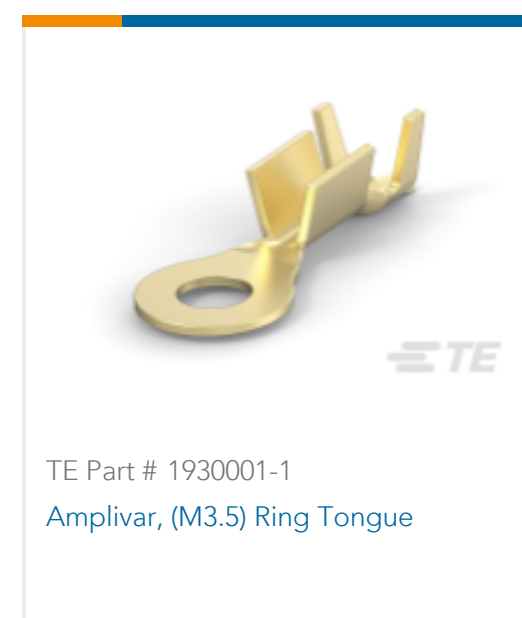 TE
TE Part # 1930001-1
Amplivar, (M3.5) Ring Tongue